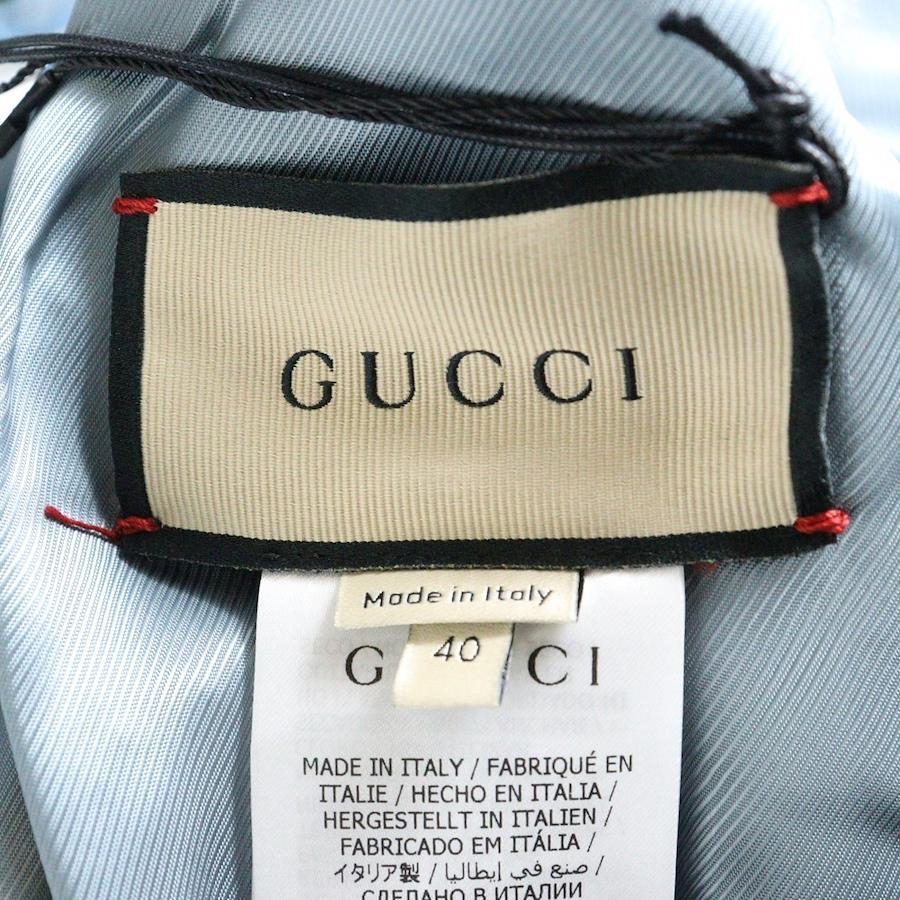 GUCCI
Made in Italy
40
G CI
MADE IN ITALY / FABRIQUÉ EN
ITALIE / HECHO EN ITALIA /
HERGESTELLT IN ITALIEN /
FABRICADO EM ITÁLIA /
イタリア製 / صنع في إيطاليا /
СДЕЛАНО В ИТАЛИИ